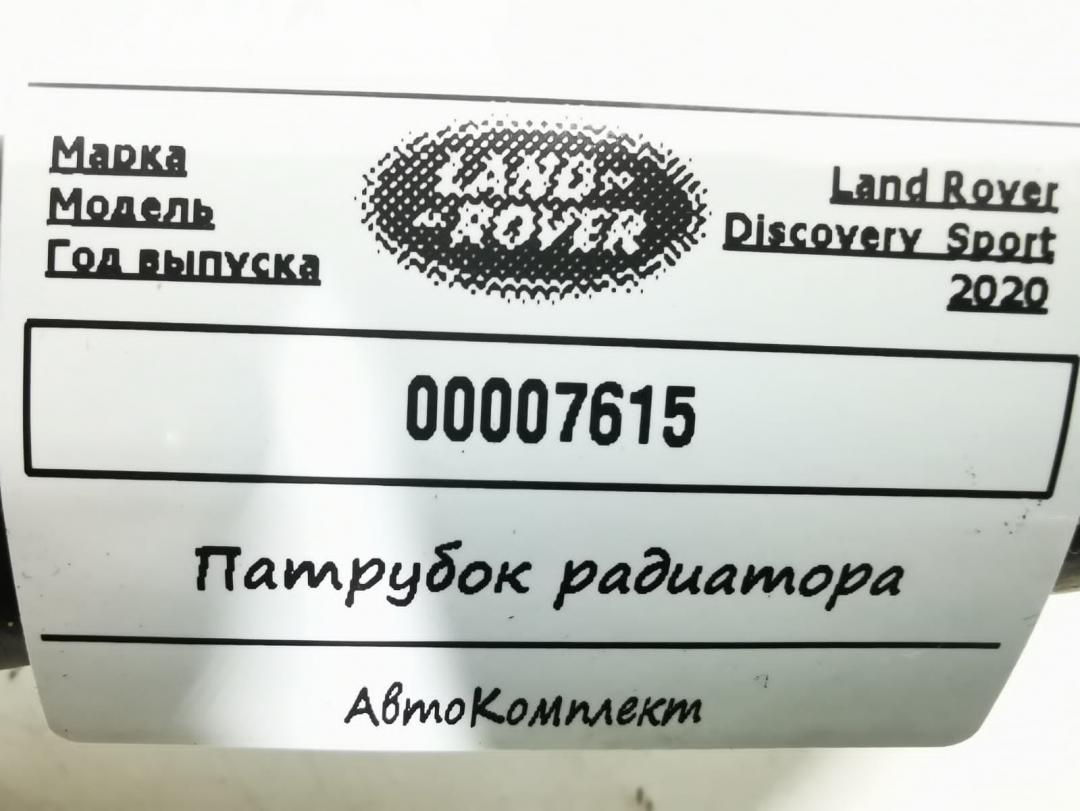 Марка
Модель
Год выпуска
LAND-
-ROVER
Land Rover
Discovery Sport
2020
00007615
Патрубок радиатора
АвтоКомплект